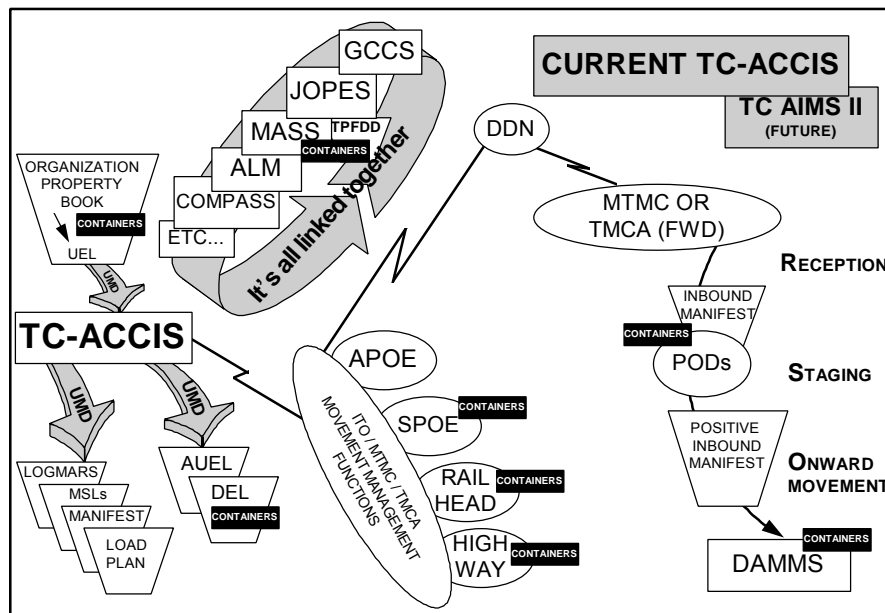 GCCS
JOPES
MASS
TPFDD
CONTAINERS
ALM
COMPASS
ETC...
It's all linked together
CURRENT TC-ACCIS
TC AIMS II
(FUTURE)
ORGANIZATION
PROPERTY
BOOK
CONTAINERS
UEL
UMD
TC-ACCIS
UMD
UMD
LOGMARS
MSLs
MANIFEST
LOAD
PLAN
AUEL
DEL
CONTAINERS
DDN
ITO / MTMC / TMCA
MOVEMENT MANAGEMENT
FUNCTIONS
APOE
SPOE
CONTAINERS
RAIL
HEAD
CONTAINERS
HIGH
WAY
CONTAINERS
MTMC OR
TMCA (FWD)
RECEPTION
INBOUND
MANIFEST
CONTAINERS
PODs
STAGING
POSITIVE
INBOUND
MANIFEST
ONWARD
MOVEMENT
CONTAINERS
DAMMS